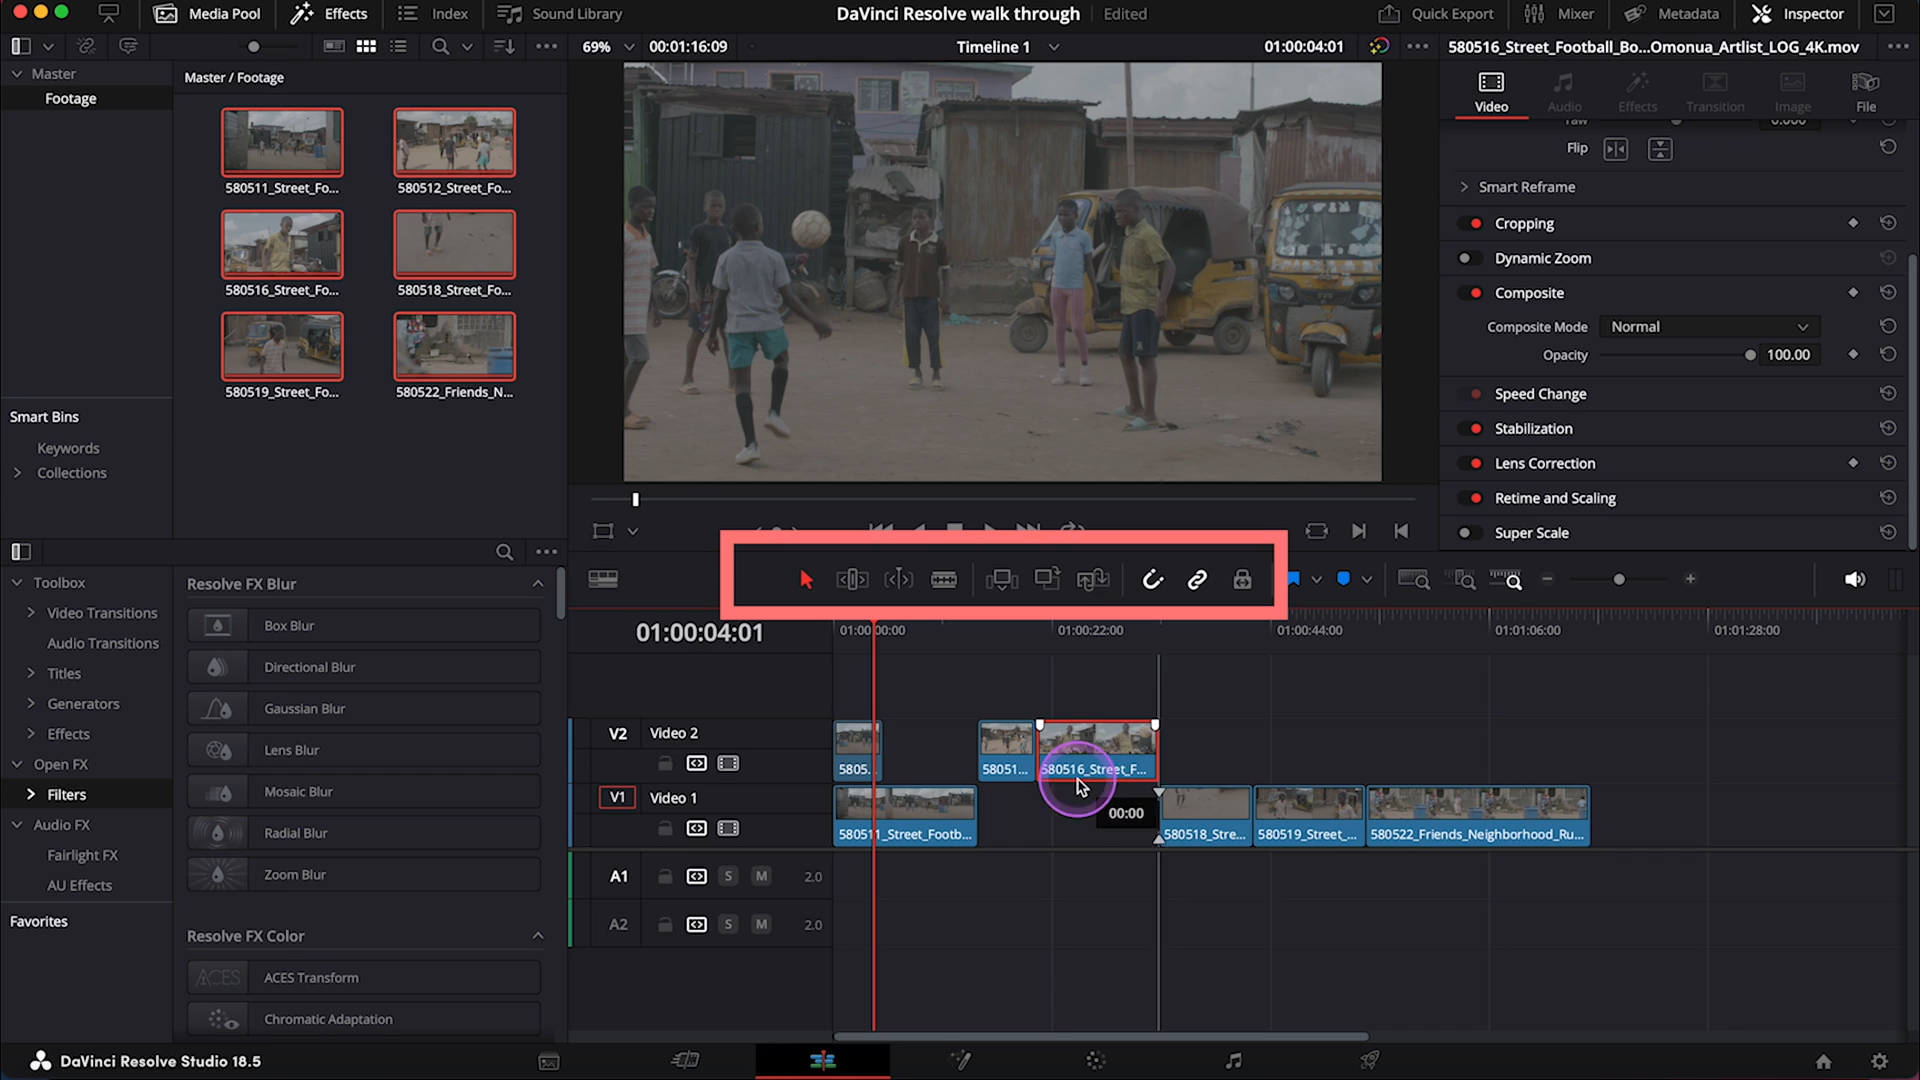 Media Pool
Effects
Index
Sound Library
DaVinci Resolve walk through
Edited
Quick Export
Mixer
Metadata
Inspector
69%
00:01:16:09
Timeline 1
01:00:04:01
580516_Street_Football_Bo...Omonua_Artlist_LOG_4K.mov
Master
Footage
Master / Footage
580511_Street_Fo...
580512_Street_Fo...
580516_Street_Fo...
580518_Street_Fo...
580519_Street_Fo...
580522_Friends_N...
Smart Bins
Keywords
Collections
Video
Audio
Effects
Transition
Image
File
Flip
Smart Reframe
Cropping
Dynamic Zoom
Composite
Composite Mode
Normal
Opacity
100.00
Speed Change
Stabilization
Lens Correction
Retime and Scaling
Super Scale
Toolbox
Video Transitions
Audio Transitions
Titles
Generators
Effects
Open FX
Filters
Audio FX
Fairlight FX
AU Effects
Favorites
Resolve FX Blur
Box Blur
Directional Blur
Gaussian Blur
Lens Blur
Mosaic Blur
Radial Blur
Zoom Blur
Resolve FX Color
ACES
ACES Transform
Chromatic Adaptation
01:00:04:01
01:00:00:00
01:00:22:00
01:00:44:00
01:01:06:00
01:01:28:00
V2
Video 2
5805...
58051...
580516_Street_F...
V1
Video 1
00:00
580511_Street_Footb...
580518_Stre...
580519_Street_...
580522_Friends_Neighborhood_Ru...
A1
S
M
2.0
A2
S
M
2.0
DaVinci Resolve Studio 18.5